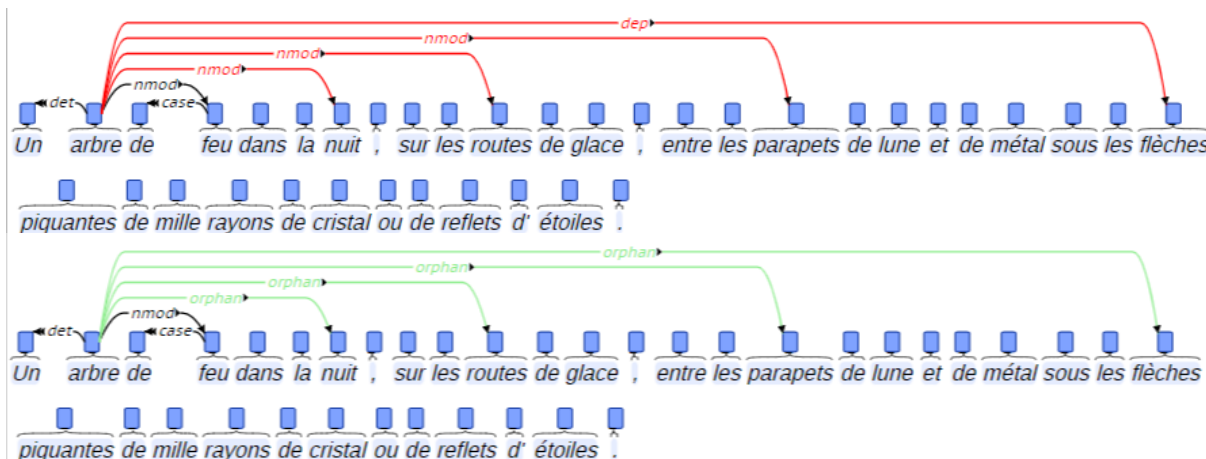 dep
nmod
nmod
nmod
nmod
det case
Un arbre de feu dans la nuit , sur les routes de glace , entre les parapets de lune et de métal sous les flèches
piquantes de mille rayons de cristal ou de reflets d' étoiles .
orphan
orphan
orphan
orphan
nmod
det case
Un arbre de feu dans la nuit , sur les routes de glace , entre les parapets de lune et de métal sous les flèches
piquantes de mille rayons de cristal ou de reflets d' étoiles .